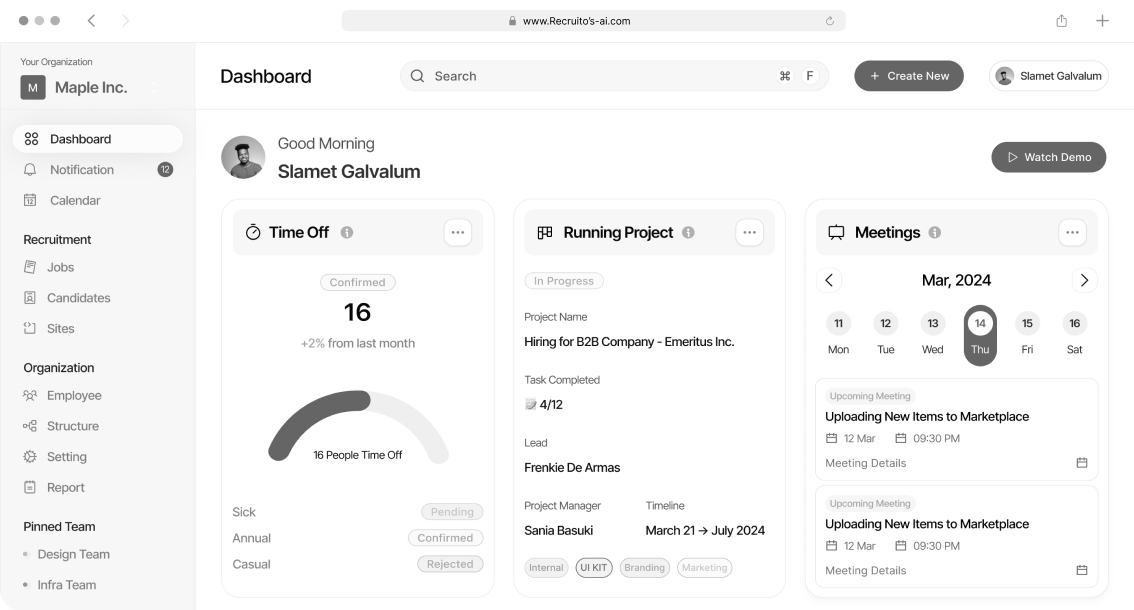 www.Recruito's-ai.com
Your Organization
M Maple Inc.
Dashboard
Notification 12
12 Calendar
Recruitment
Jobs
Candidates
Sites
Organization
Employee
Structure
Setting
Report
Pinned Team
Design Team
Infra Team
Dashboard
Search ⌘ F
+ Create New
Slamet Galvalum
Good Morning
Slamet Galvalum
Watch Demo
Time Off
Confirmed
16
+2% from last month
16 People Time Off
Sick Pending
Annual Confirmed
Casual Rejected
Running Project
In Progress
Project Name
Hiring for B2B Company - Emeritus Inc.
Task Completed
4/12
Lead
Frenkie De Armas
Project Manager Timeline
Sania Basuki March 21 → July 2024
Internal UI KIT Branding Marketing
Meetings
Mar, 2024
11 12 13 14 15 16
Mon Tue Wed Thu Fri Sat
Upcoming Meeting
Uploading New Items to Marketplace
12 Mar 09:30 PM
Meeting Details
Upcoming Meeting
Uploading New Items to Marketplace
12 Mar 09:30 PM
Meeting Details